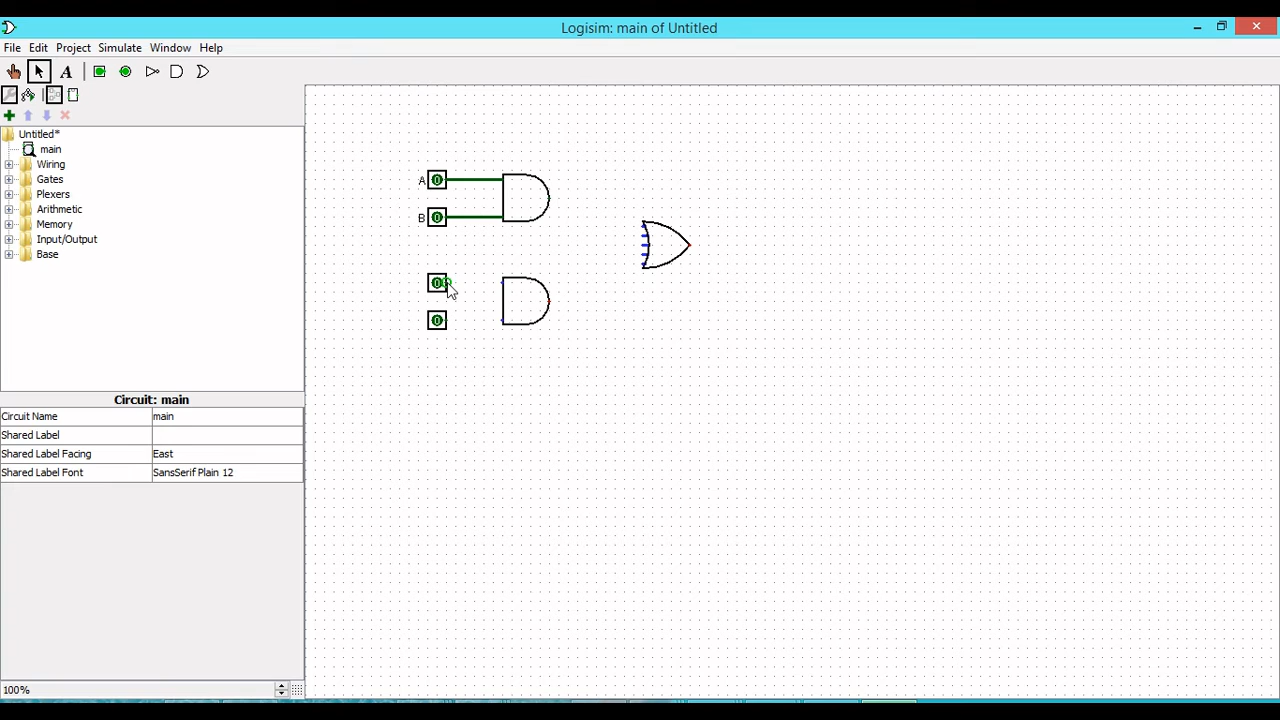 Logisim: main of Untitled
File Edit Project Simulate Window Help
A
Untitled*
main
Wiring
Gates
Plexers
Arithmetic
Memory
Input/Output
Base
A 0
B 0
0
0
Circuit: main
Circuit Name main
Shared Label
Shared Label Facing East
Shared Label Font SansSerif Plain 12
100%